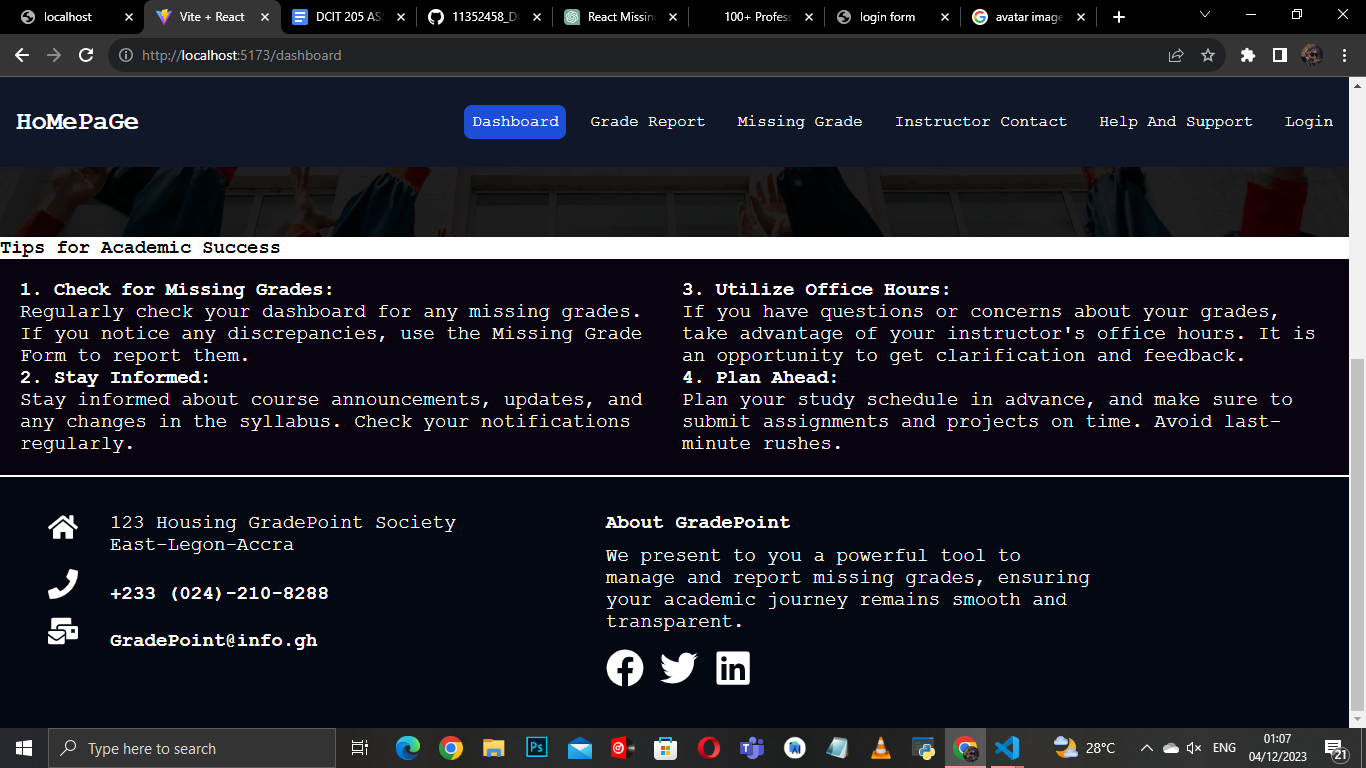 localhost
Vite + React
DCIT 205 AS
11352458_D
React Missin
100+ Profess
login form
avatar image
http://localhost:5173/dashboard
HoMePaGe
Dashboard
Grade Report
Missing Grade
Instructor Contact
Help And Support
Login
Tips for Academic Success
1. Check for Missing Grades:
Regularly check your dashboard for any missing grades.
If you notice any discrepancies, use the Missing Grade
Form to report them.
2. Stay Informed:
Stay informed about course announcements, updates, and
any changes in the syllabus. Check your notifications
regularly.
3. Utilize Office Hours:
If you have questions or concerns about your grades,
take advantage of your instructor's office hours. It is
an opportunity to get clarification and feedback.
4. Plan Ahead:
Plan your study schedule in advance, and make sure to
submit assignments and projects on time. Avoid last-
minute rushes.
123 Housing GradePoint Society
East-Legon-Accra
+233 (024)-210-8288
GradePoint@info.gh
About GradePoint
We present to you a powerful tool to
manage and report missing grades, ensuring
your academic journey remains smooth and
transparent.
Type here to search
Ps
28°C
ENG
01:07
04/12/2023
21